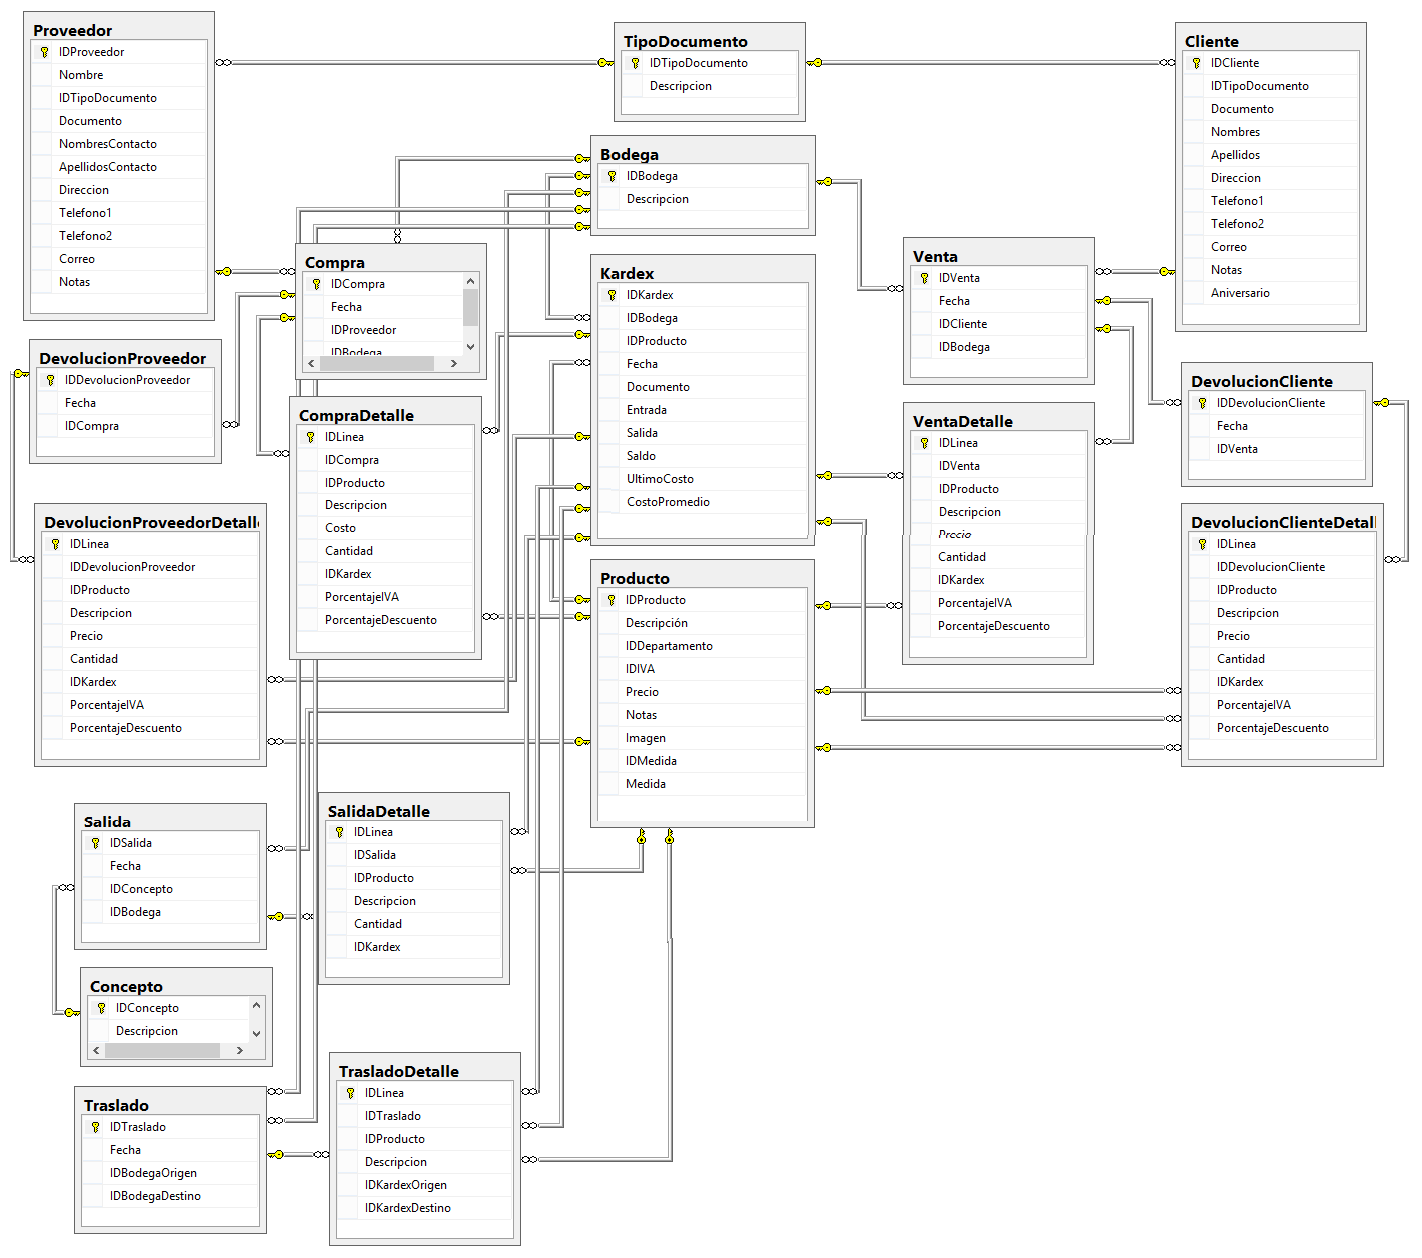 Proveedor
IDProveedor
Nombre
IDTipoDocumento
Documento
NombresContacto
ApellidosContacto
Direccion
Telefono1
Telefono2
Correo
Notas
TipoDocumento
IDTipoDocumento
Descripcion
Cliente
IDCliente
IDTipoDocumento
Documento
Nombres
Apellidos
Direccion
Telefono1
Telefono2
Correo
Notas
Aniversario
Bodega
IDBodega
Descripcion
Compra
IDCompra
Fecha
IDProveedor
IDBodega
Kardex
IDKardex
IDBodega
IDProducto
Fecha
Documento
Entrada
Salida
Saldo
UltimoCosto
CostoPromedio
Venta
IDVenta
Fecha
IDCliente
IDBodega
DevolucionProveedor
IDDevolucionProveedor
Fecha
IDCompra
CompraDetalle
IDLinea
IDCompra
IDProducto
Descripcion
Costo
Cantidad
IDKardex
PorcentajeIVA
PorcentajeDescuento
VentaDetalle
IDLinea
IDVenta
IDProducto
Descripcion
Precio
Cantidad
IDKardex
PorcentajeIVA
PorcentajeDescuento
DevolucionCliente
IDDevolucionCliente
Fecha
IDVenta
DevolucionProveedorDetalle
IDLinea
IDDevolucionProveedor
IDProducto
Descripcion
Precio
Cantidad
IDKardex
PorcentajeIVA
PorcentajeDescuento
Producto
IDProducto
Descripción
IDDepartamento
IDIVA
Precio
Notas
Imagen
IDMedida
Medida
DevolucionClienteDetall
IDLinea
IDDevolucionCliente
IDProducto
Descripcion
Precio
Cantidad
IDKardex
PorcentajeIVA
PorcentajeDescuento
Salida
IDSalida
Fecha
IDConcepto
IDBodega
SalidaDetalle
IDLinea
IDSalida
IDProducto
Descripcion
Cantidad
IDKardex
Concepto
IDConcepto
Descripcion
Traslado
IDTraslado
Fecha
IDBodegaOrigen
IDBodegaDestino
TrasladoDetalle
IDLinea
IDTraslado
IDProducto
Descripcion
IDKardexOrigen
IDKardexDestino